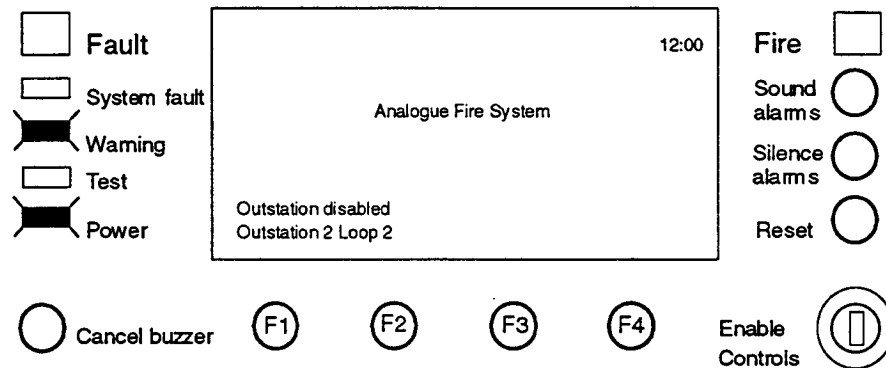 Fault
System fault
Warning
Test
Power
12:00
Analogue Fire System
Outstation disabled
Outstation 2 Loop 2
Fire
Sound
alarms
Silence
alarms
Reset
Cancel buzzer
F1
F2
F3
F4
Enable
Controls